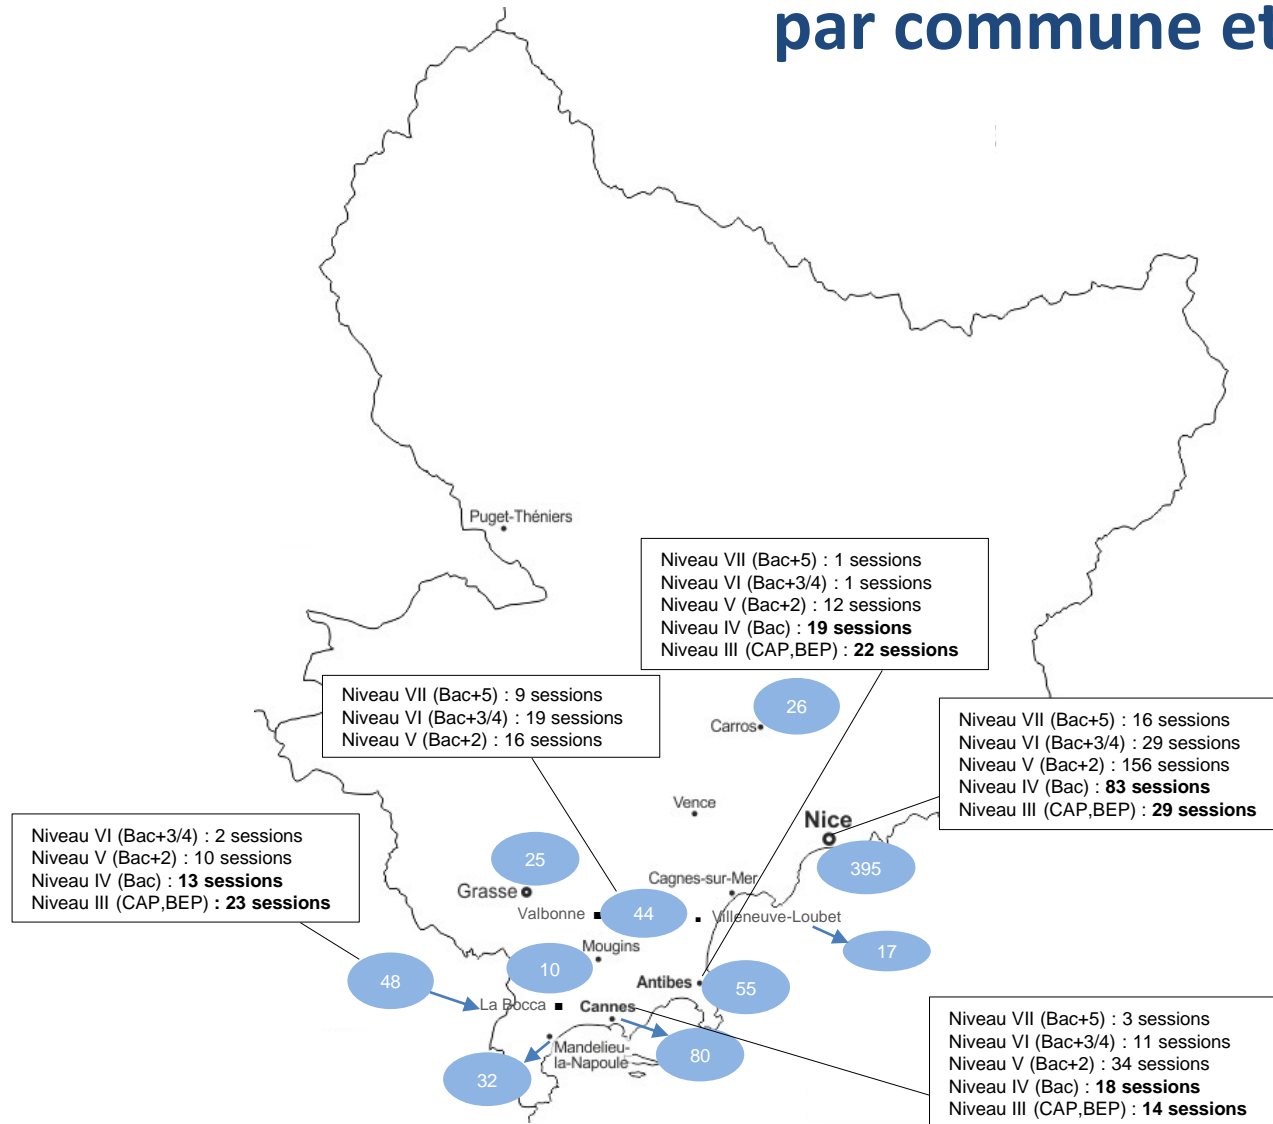 par commune et
Puget-Théniers
Niveau VII (Bac+5) : 1 sessions
Niveau VI (Bac+3/4) : 1 sessions
Niveau V (Bac+2) : 12 sessions
Niveau IV (Bac) : 19 sessions
Niveau III (CAP,BEP) : 22 sessions
Niveau VII (Bac+5) : 9 sessions
Niveau VI (Bac+3/4) : 19 sessions
Niveau V (Bac+2) : 16 sessions
26
Carros
Niveau VII (Bac+5) : 16 sessions
Niveau VI (Bac+3/4) : 29 sessions
Niveau V (Bac+2) : 156 sessions
Niveau IV (Bac) : 83 sessions
Niveau III (CAP,BEP) : 29 sessions
Vence
Nice
395
Niveau VI (Bac+3/4) : 2 sessions
Niveau V (Bac+2) : 10 sessions
Niveau IV (Bac) : 13 sessions
Niveau III (CAP,BEP) : 23 sessions
25
Grasse
Cagnes-sur-Mer
Valbonne
44
Villeneuve-Loubet
17
Mougins
10
48
Antibes
55
La Bocca
Cannes
80
Mandelieu-
la-Napoule
32
Niveau VII (Bac+5) : 3 sessions
Niveau VI (Bac+3/4) : 11 sessions
Niveau V (Bac+2) : 34 sessions
Niveau IV (Bac) : 18 sessions
Niveau III (CAP,BEP) : 14 sessions